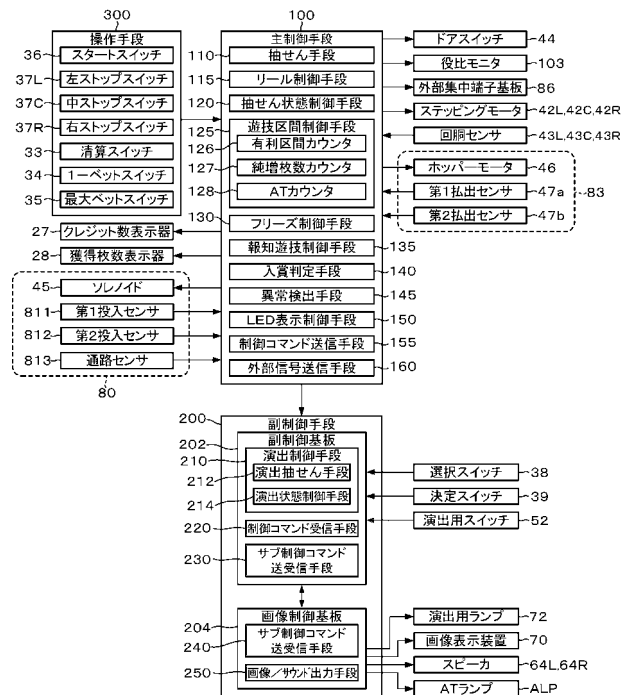 300
操作手段
36
スタートスイッチ
37L
左ストップスイッチ
37C
中ストップスイッチ
37R
右ストップスイッチ
33
清算スイッチ
34
1ーベットスイッチ
35
最大ベットスイッチ
27
クレジット数表示器
28
獲得枚数表示器
45
ソレノイド
811
第1投入センサ
812
第2投入センサ
813
通路センサ
80
100
主制御手段
110
抽せん手段
115
リール制御手段
120
抽せん状態制御手段
125
遊技区間制御手段
126
有利区間カウンタ
127
純増枚数カウンタ
128
ATカウンタ
130
フリーズ制御手段
報知遊技制御手段
135
入賞判定手段
140
異常検出手段
145
LED表示制御手段
150
制御コマンド送信手段
155
外部信号送信手段
160
ドアスイッチ
44
役比モニタ
103
外部集中端子基板
86
ステッピングモータ
42L,42C,42R
回胴センサ
43L,43C,43R
ホッパーモータ
46
第1払出センサ
47a
第2払出センサ
47b
83
200
副制御手段
202
副制御基板
210
演出制御手段
212
演出抽せん手段
214
演出状態制御手段
220
制御コマンド受信手段
230
サブ制御コマンド
送受信手段
選択スイッチ
38
決定スイッチ
39
演出用スイッチ
52
204
画像制御基板
240
サブ制御コマンド
送受信手段
250
画像/サウンド出力手段
演出用ランプ
72
画像表示装置
70
スピーカ
64L,64R
ATランプ
ALP